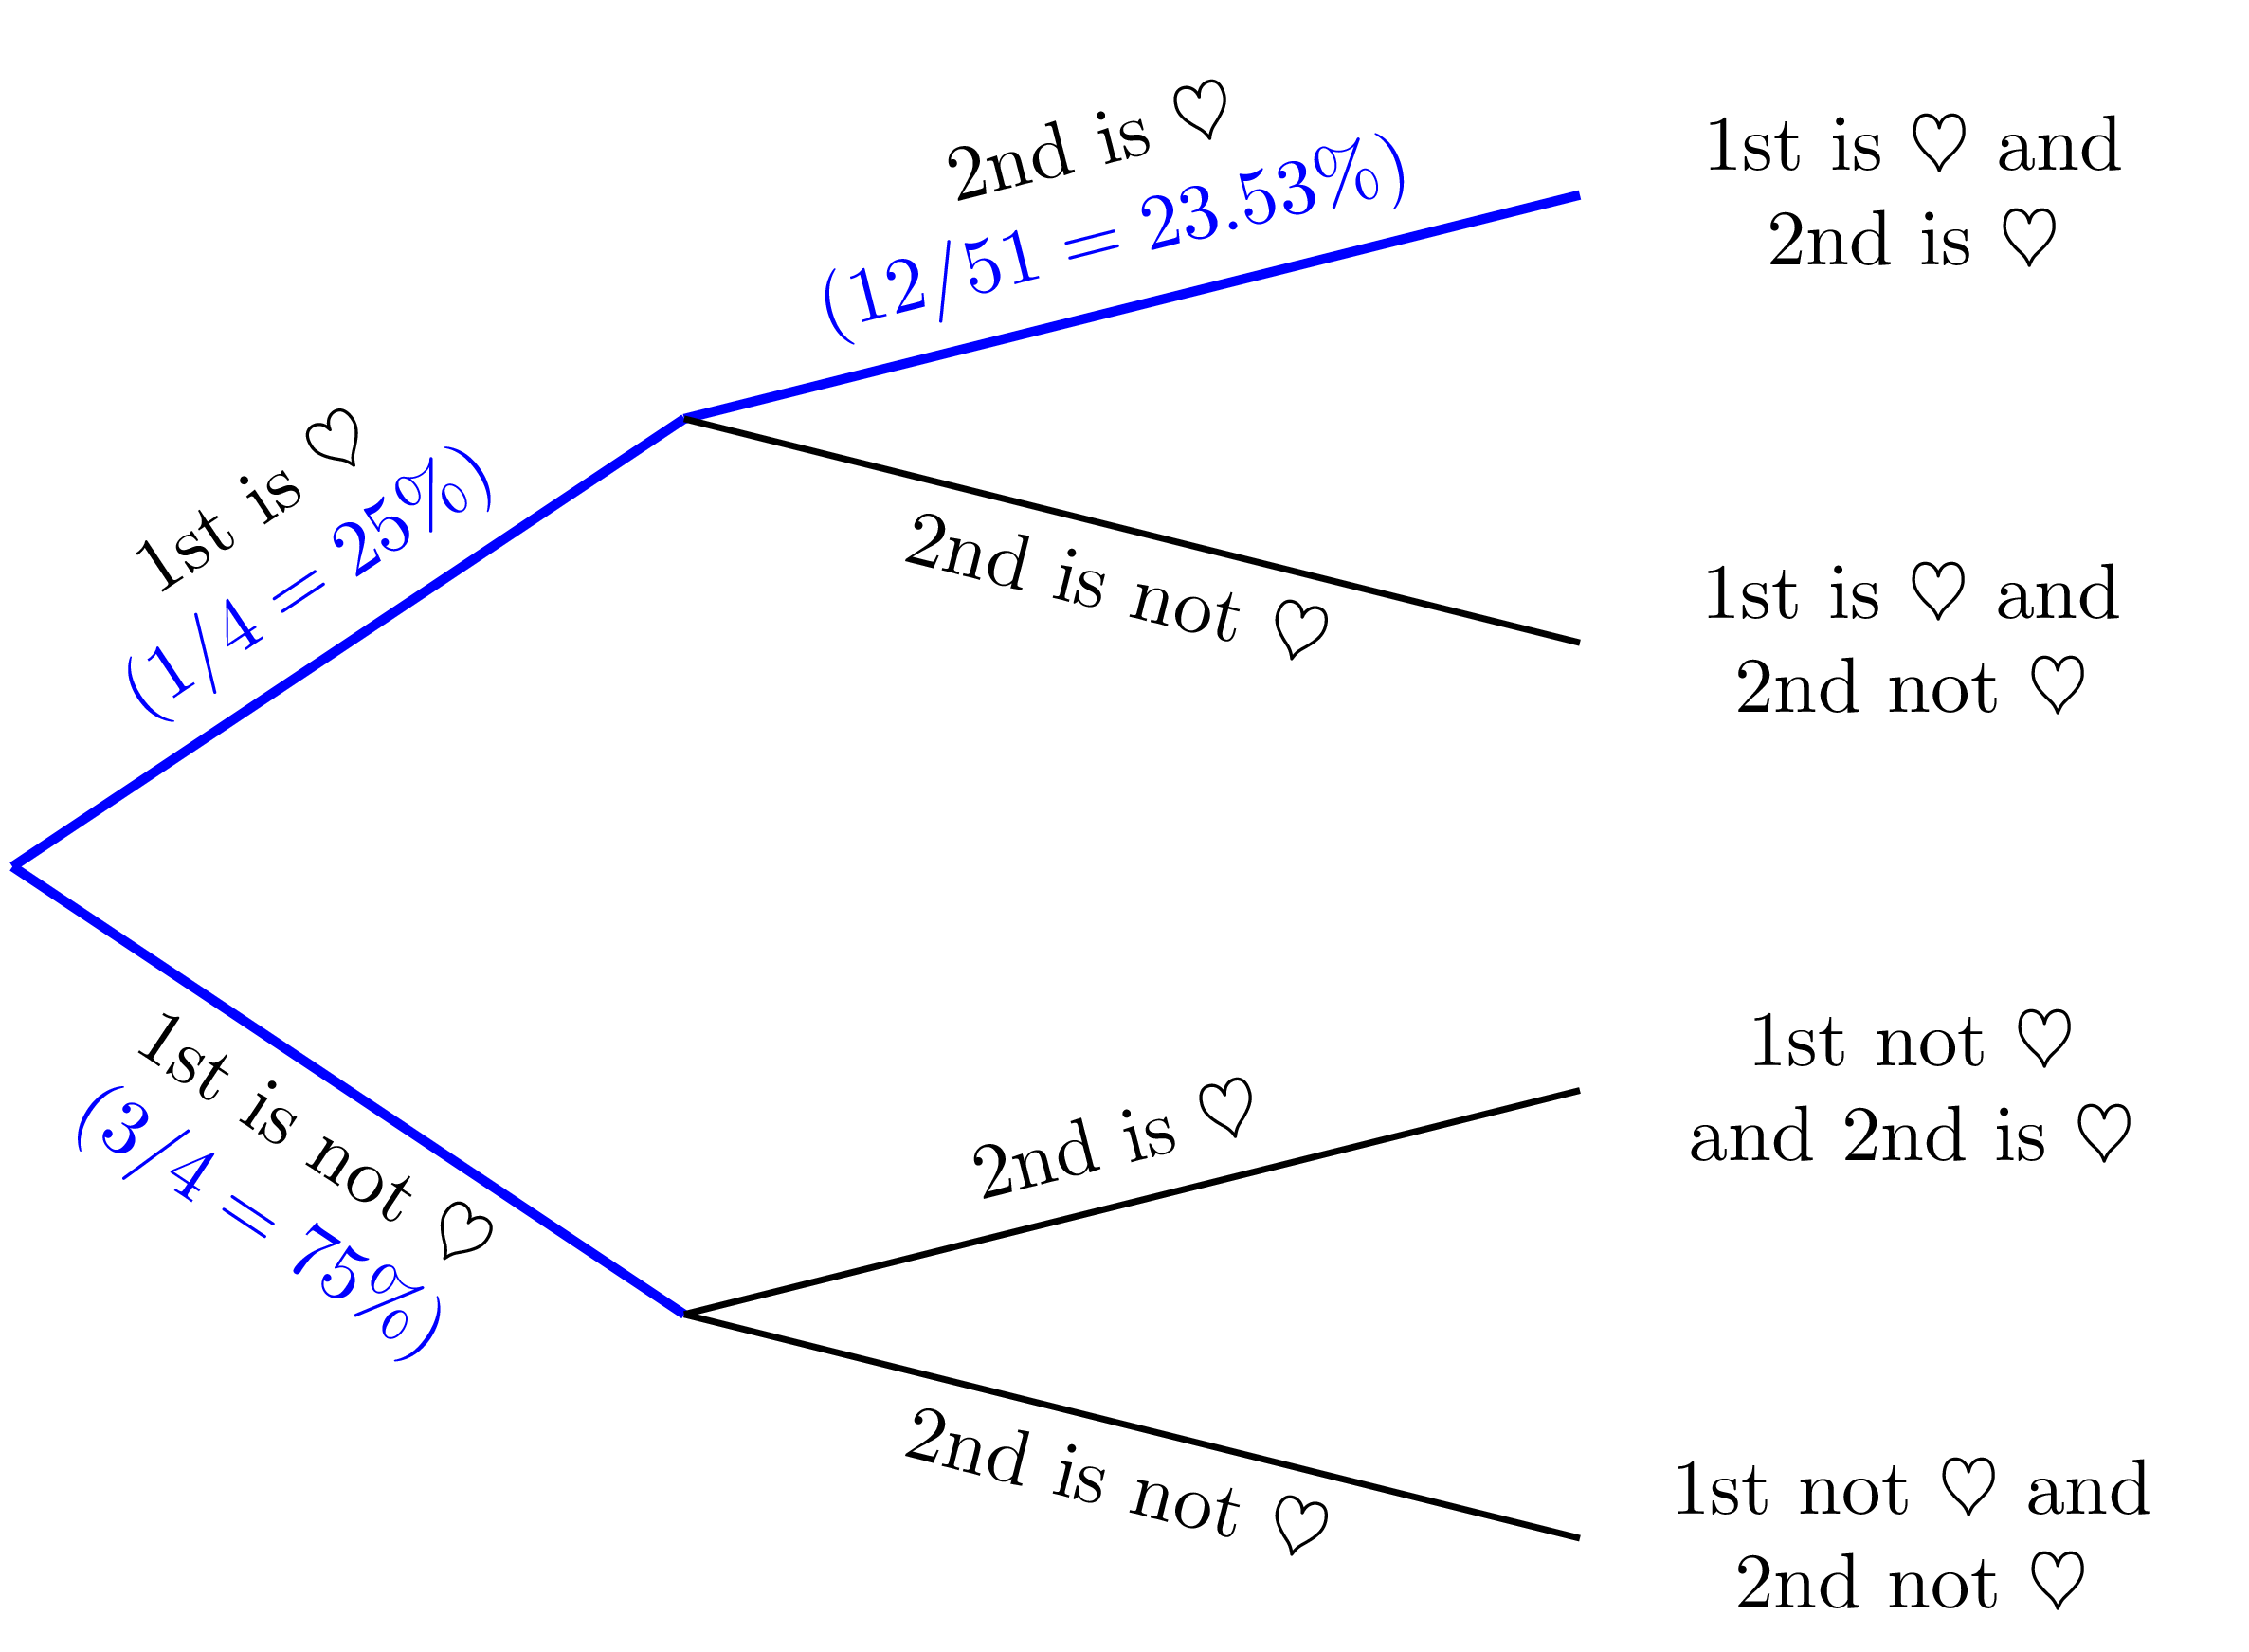 2nd is ♡
(12/51 = 23.53%)
1st is ♡ and
2nd is ♡
1st is ♡
(1/4 = 25%)
2nd is not ♡
1st is ♡ and
2nd not ♡
1st is not ♡
(3/4 = 75%)
2nd is ♡
1st not ♡
and 2nd is ♡
2nd is not ♡
1st not ♡ and
2nd not ♡